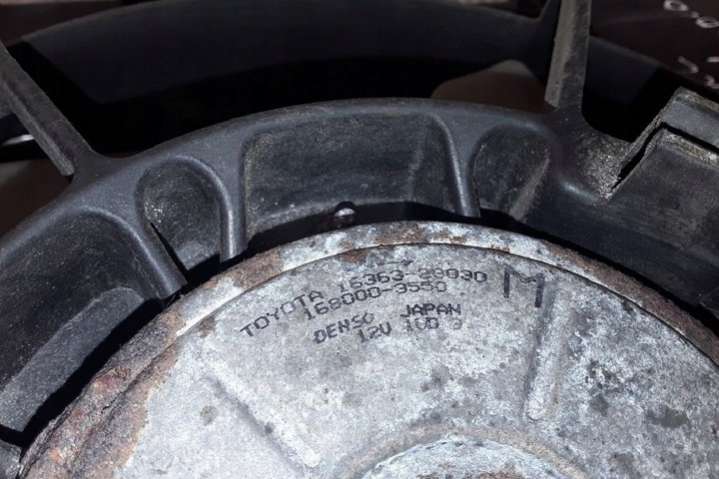 TOYOTA 16363-28030
168000-3550
M
DENSO JAPAN
12V